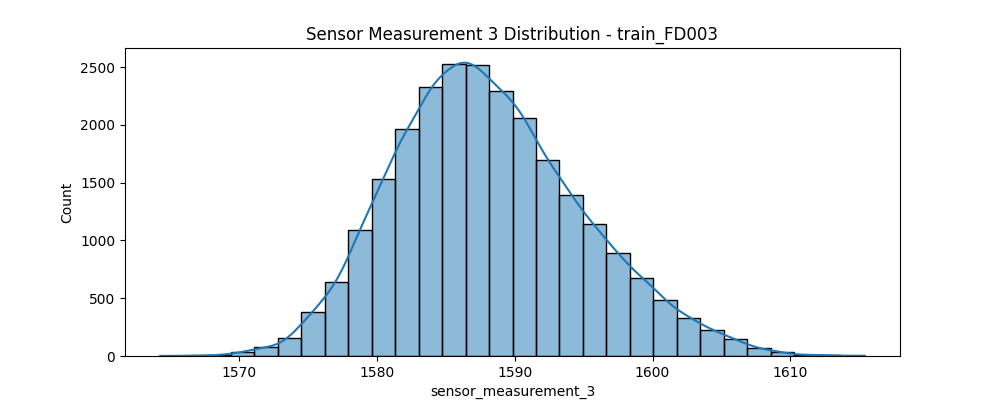 Sensor Measurement 3 Distribution - train_FD003
2500
2000
1500
1000
500
0
Count
1570 1580 1590 1600 1610
sensor_measurement_3